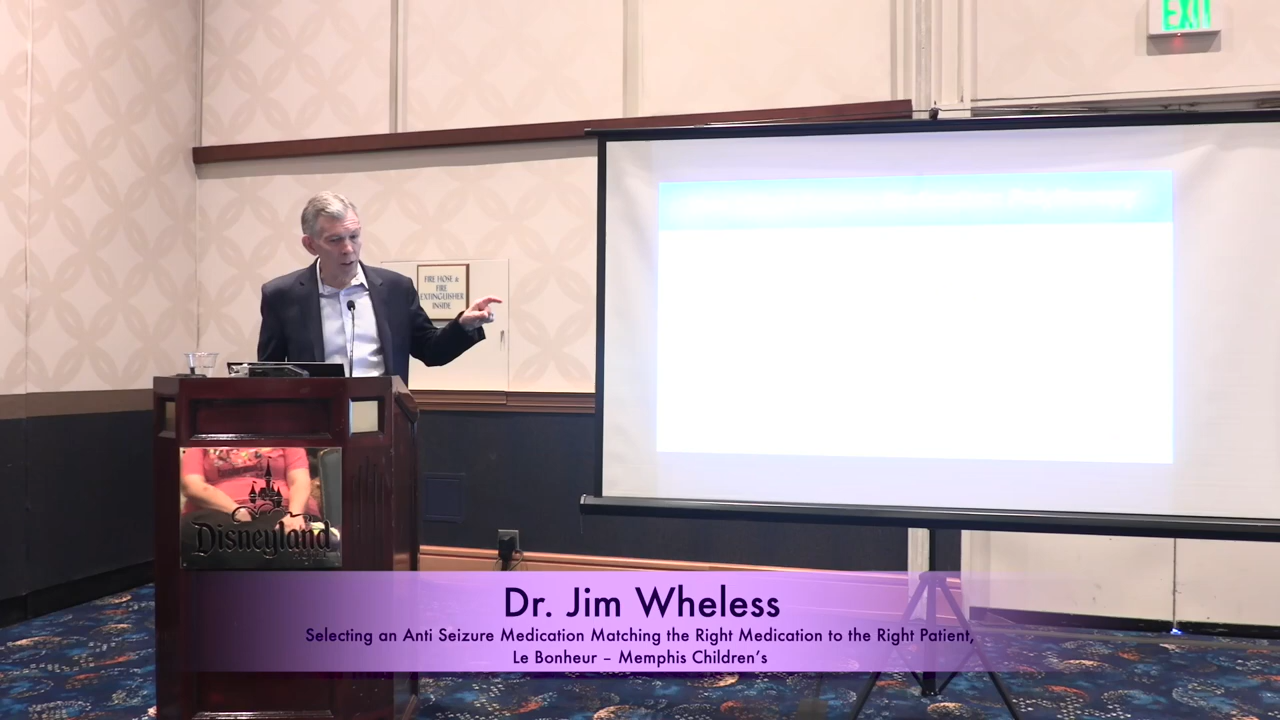 EXIT
FIRE HOSE &
FIRE
EXTINGUISHER
INSIDE
Disneyland
Dr. Jim Wheless
Selecting an Anti Seizure Medication Matching the Right Medication to the Right Patient,
Le Bonheur – Memphis Children's